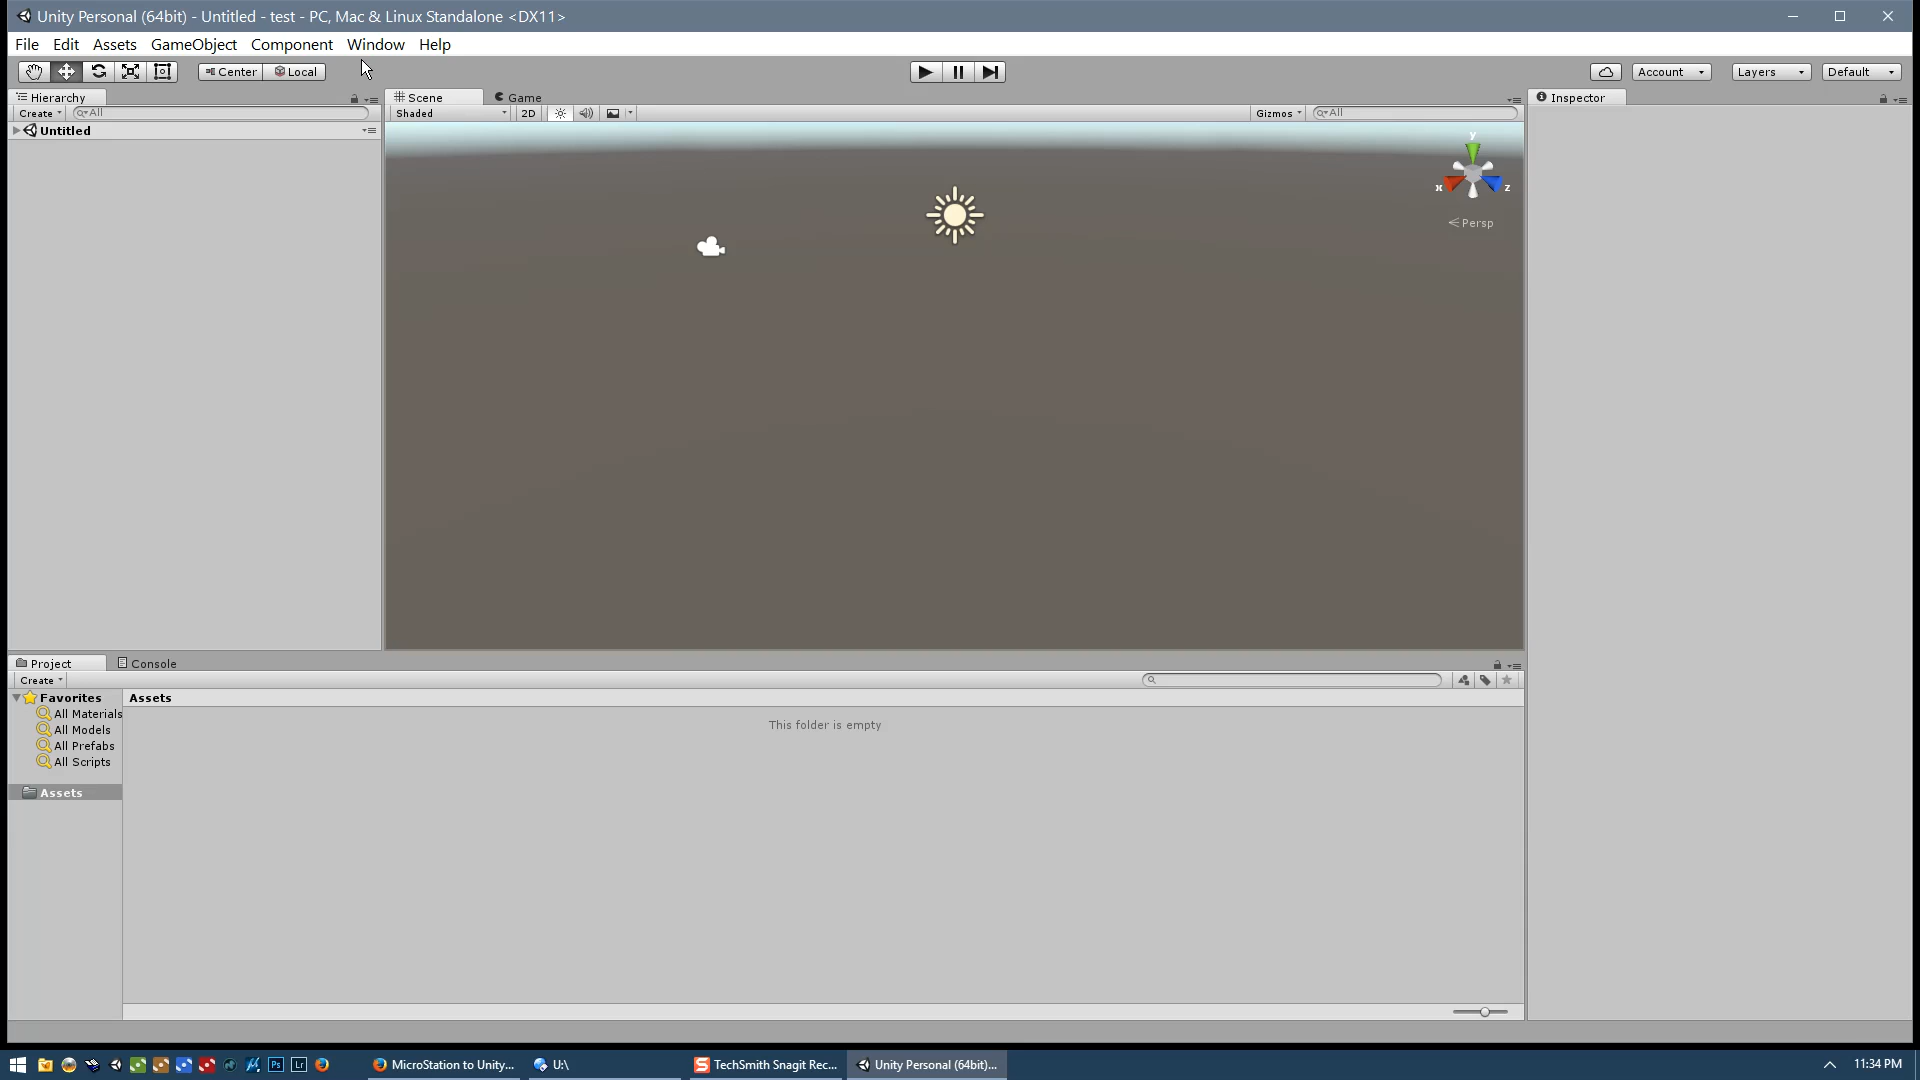 Unity Personal (64bit) - Untitled - test - PC, Mac & Linux Standalone <DX11>
File Edit Assets GameObject Component Window Help
Center Local Account Layers Default
Hierarchy
Create All
Untitled
Scene Game
Shaded 2D Gizmos All
y
x z
Persp
Inspector
Project Console
Create
Favorites
All Materials
All Models
All Prefabs
All Scripts
Assets
Assets
This folder is empty
Ps Lr MicroStation to Unity... U:\ S TechSmith Snagit Rec... Unity Personal (64bit)... 11:34 PM